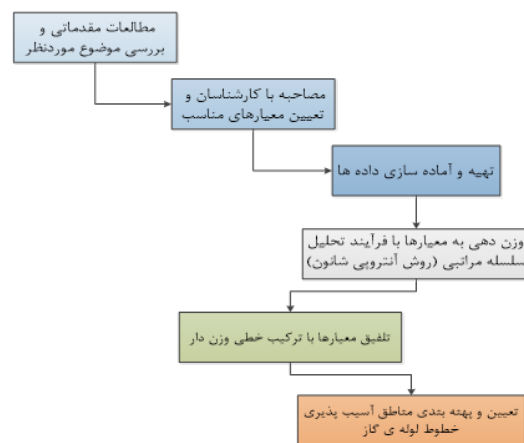 مطالعات مقدماتی و
بررسی موضوع موردنظر
مصاحبه با کارشناسان و
تعیین معیارهای مناسب
تهیه و آماده سازی داده ها
وزن دهی به معیارها با فرآیند تحلیل
سلسله مراتبی (روش آنتروپی شانون)
تلفیق معیارها با ترکیب خطی وزن دار
تعیین و پهنه بندی مناطق آسیب پذیری
خطوط لوله ی گاز